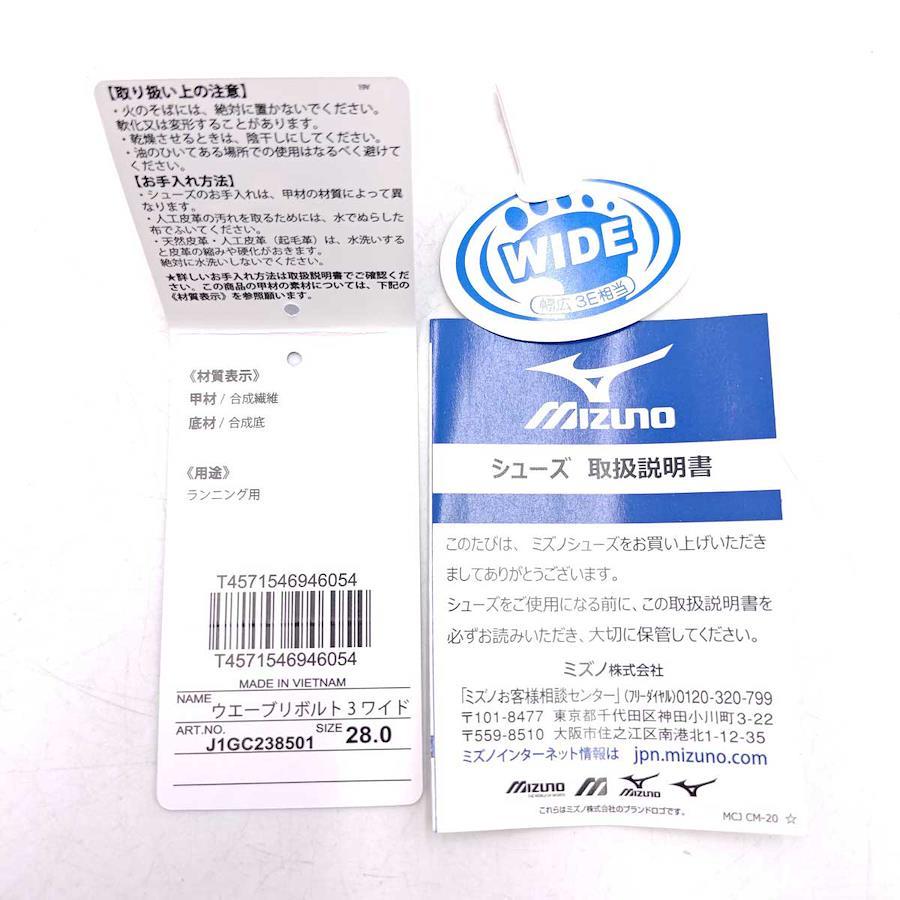 【取り扱い上の注意】
19V
・火のそばには、絶対に置かないでください。
軟化又は変形することがあります。
・乾燥させるときは、陰干しにしてください。
・油のひいてある場所での使用はなるべく避けて
ください。
【お手入れ方法】
・シューズのお手入れは、甲材の材質によって異
なります。
・人工皮革の汚れを取るためには、水でぬらした
布でふいてください。
・天然皮革・人工皮革（起毛革）は、水洗いする
と皮革の縮みや硬化がおきます。
絶対に水洗いしないでください。
★詳しいお手入れ方法は取扱説明書でご確認くだ
さい。この商品の甲材の素材については、下記の
《材質表示》を参照願います。
《材質表示》
甲材 / 合成繊維
底材 / 合成底
《用途》
ランニング用
T4571546946054
T4571546946054
MADE IN VIETNAM
NAME ウエーブリボルト 3 ワイド
ART.NO. J1GC238501 SIZE 28.0
WIDE
幅広 3E相当
MIZUNO
シューズ 取扱説明書
このたびは、ミズノシューズをお買い上げいただき
ましてありがとうございます。
シューズをご使用になる前に、この取扱説明書を
必ずお読みいただき、大切に保管してください。
ミズノ株式会社
「ミズノお客様相談センター」(フリーダイヤル)0120-320-799
〒101-8477 東京都千代田区神田小川町3-22
〒559-8510 大阪市住之江区南港北1-12-35
ミズノインターネット情報は jpn.mizuno.com
MIZUNO
THE WORLD OF SPORTS
MIZUNO
これらはミズノ株式会社のブランドロゴです。
MCJ CM-20 ☆